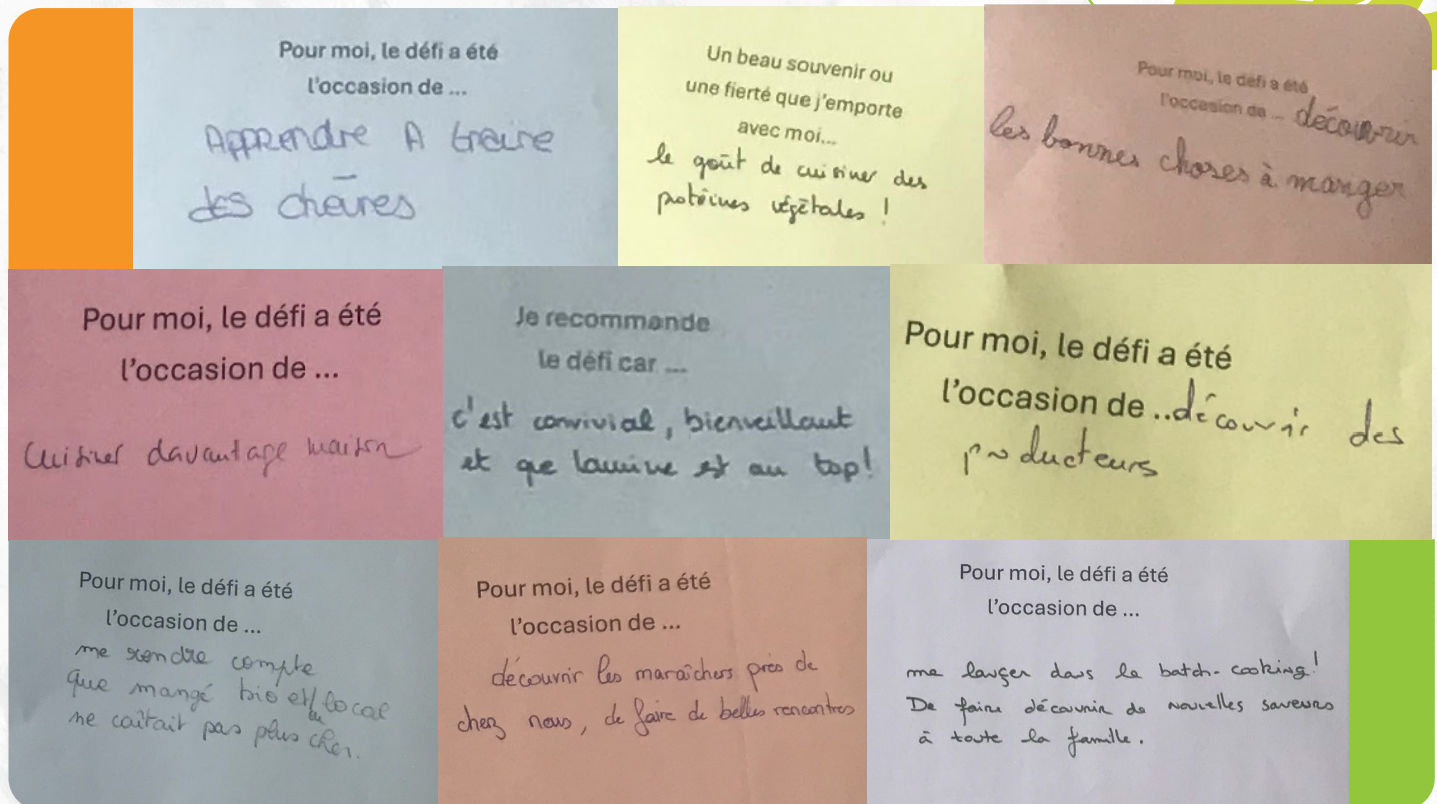 Pour moi, le défi a été
l'occasion de ...
Apprendre A traire
des chèvres
Un beau souvenir ou
une fierté que j'emporte
avec moi...
le goût de cuisiner des
protéines végétales !
Pour moi, le défi a été
l'occasion de ... découvrir
les bonnes choses à manger
Pour moi, le défi a été
l'occasion de ...
Cuisiner davantage maison
Je recommande
le défi car ...
c'est convivial, bienveillant
et que laurine est au top!
Pour moi, le défi a été
l'occasion de ..découvrir des
producteurs
Pour moi, le défi a été
l'occasion de ...
me rendre compte
que mangé bio et/ou local
ne coûtait pas plus cher.
Pour moi, le défi a été
l'occasion de ...
découvrir les maraîchers près de
chez nous, de faire de belles rencontres
Pour moi, le défi a été
l'occasion de ...
me lancer dans le batch-cooking!
De faire découvrir de nouvelles saveurs
à toute la famille.